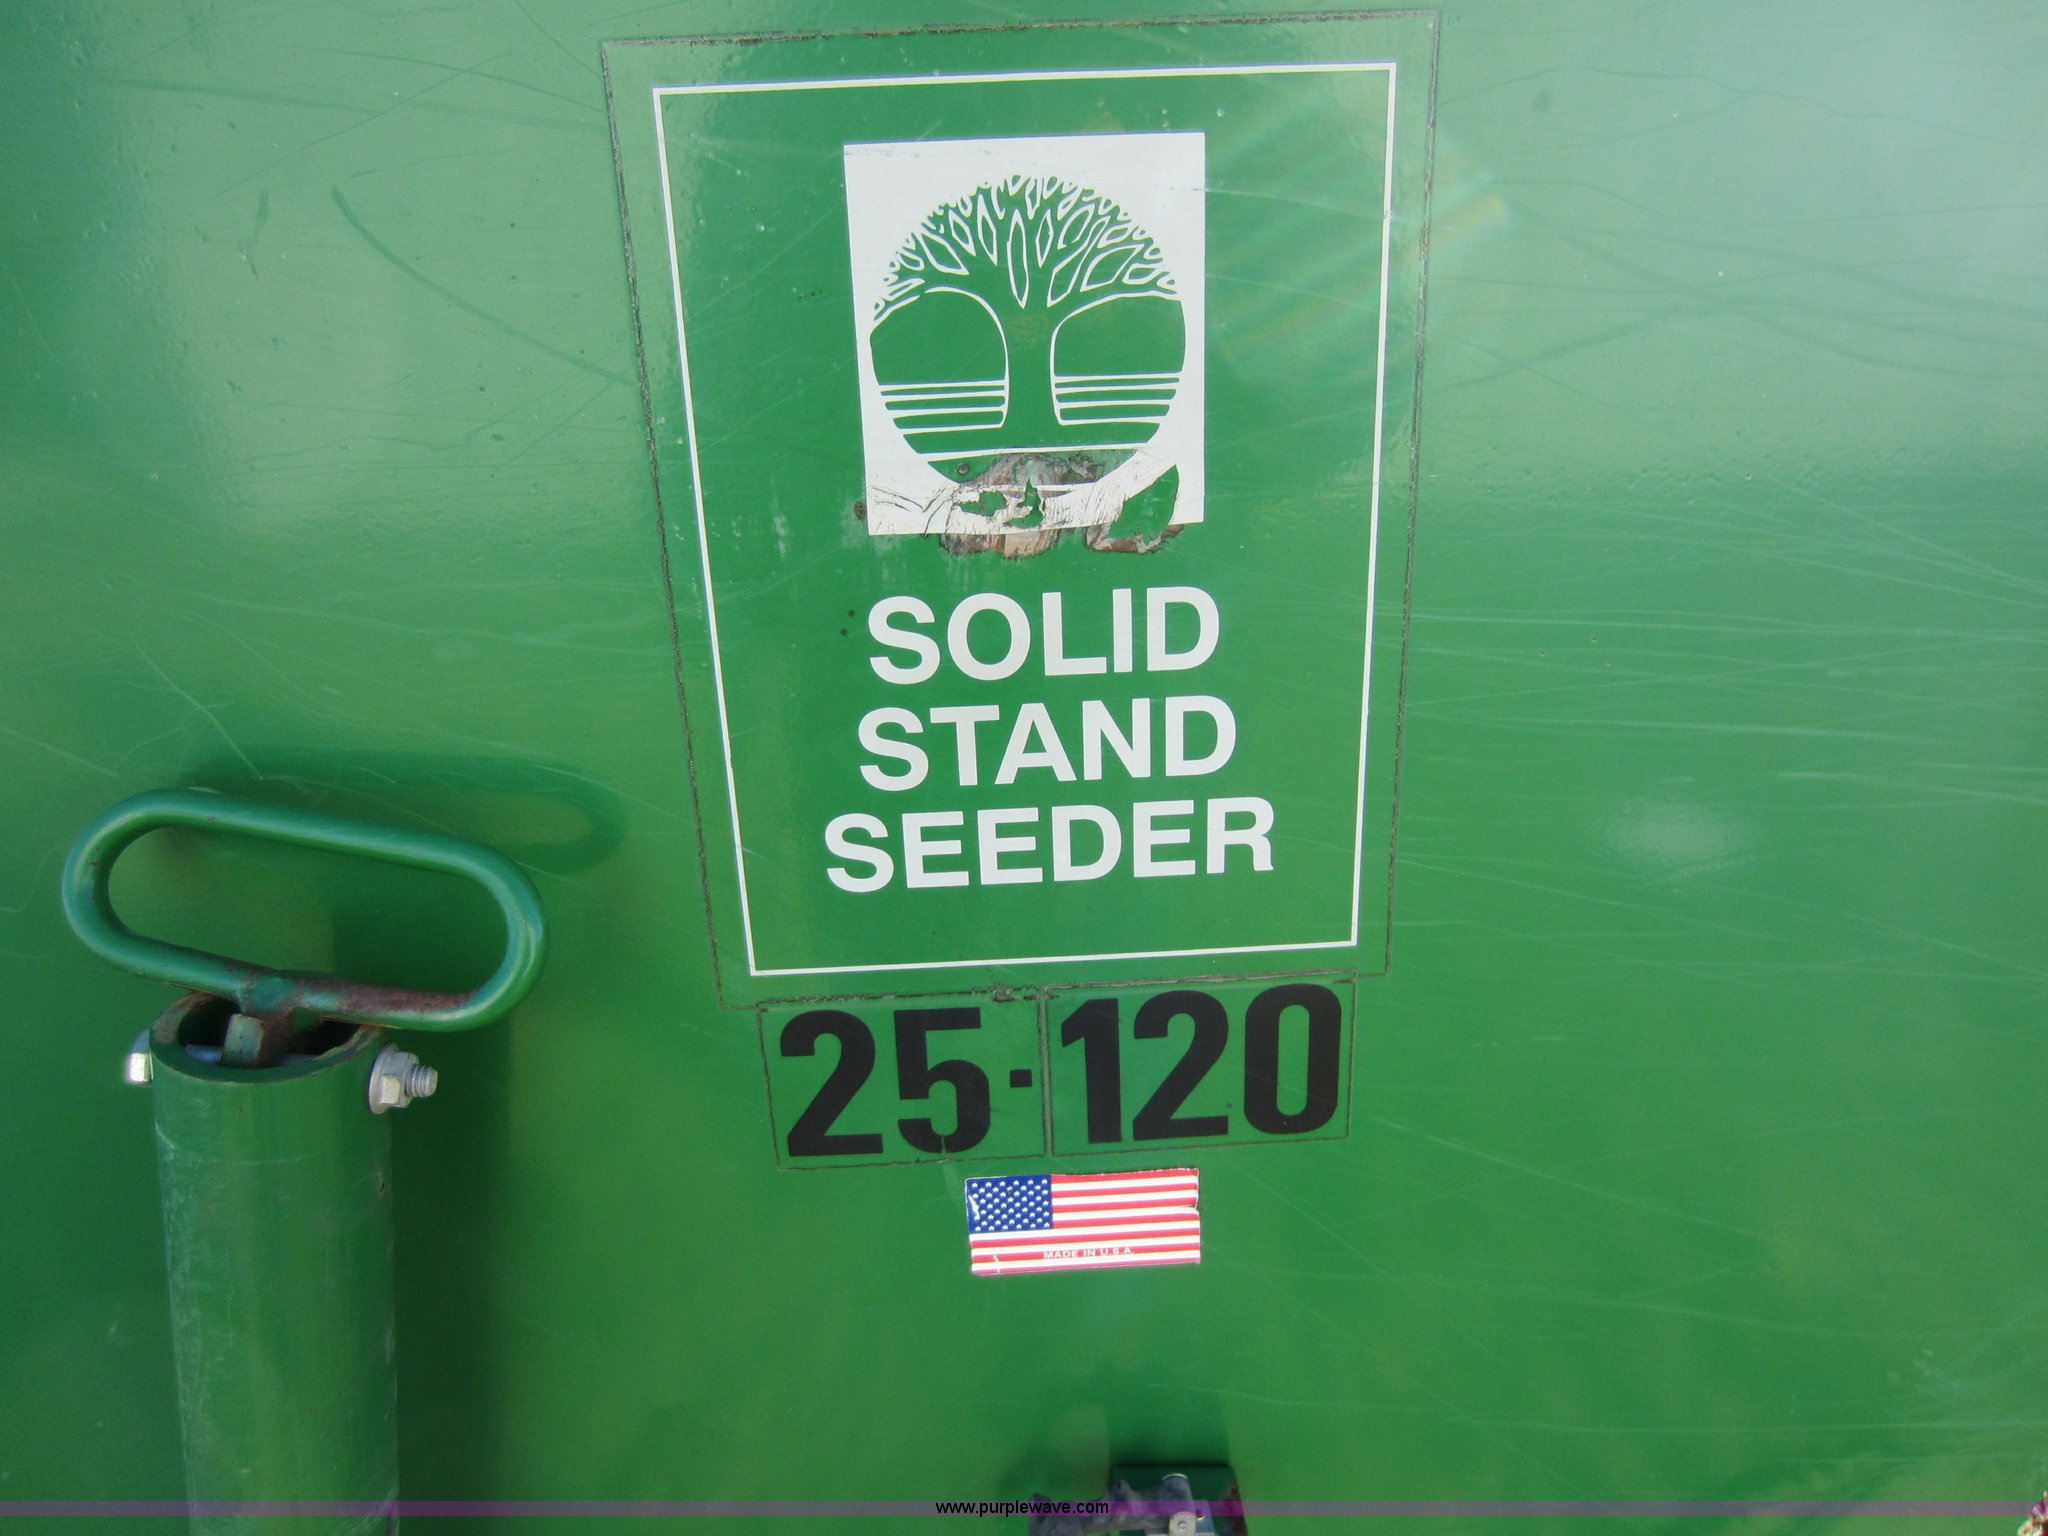 SOLID
STAND
SEEDER
25-120
MADE IN U.S.A.
www.purplewave.com